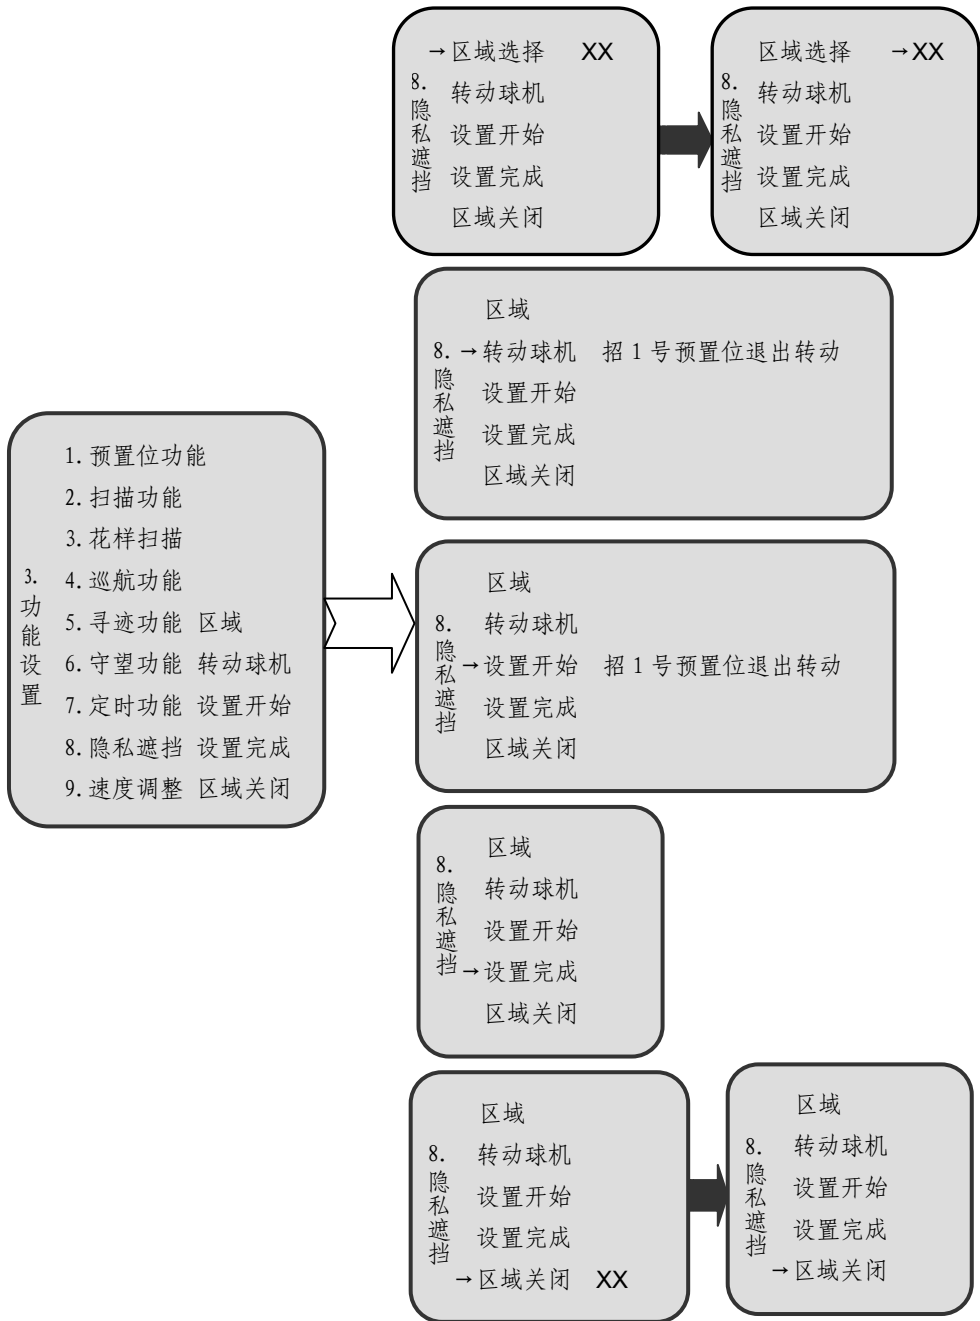 →区域选择 XX
8.隐私遮挡
转动球机
设置开始
设置完成
区域关闭
区域选择 →XX
8.隐私遮挡
转动球机
设置开始
设置完成
区域关闭
区域
8.隐私遮挡
→转动球机 招1号预置位退出转动
设置开始
设置完成
区域关闭
3.功能设置
1.预置位功能
2.扫描功能
3.花样扫描
4.巡航功能
5.寻迹功能 区域
6.守望功能 转动球机
7.定时功能 设置开始
8.隐私遮挡 设置完成
9.速度调整 区域关闭
区域
8.隐私遮挡
转动球机
→设置开始 招1号预置位退出转动
设置完成
区域关闭
区域
8.隐私遮挡
转动球机
设置开始
→设置完成
区域关闭
区域
8.隐私遮挡
转动球机
设置开始
设置完成
→区域关闭 XX
区域
8.隐私遮挡
转动球机
设置开始
设置完成
→区域关闭